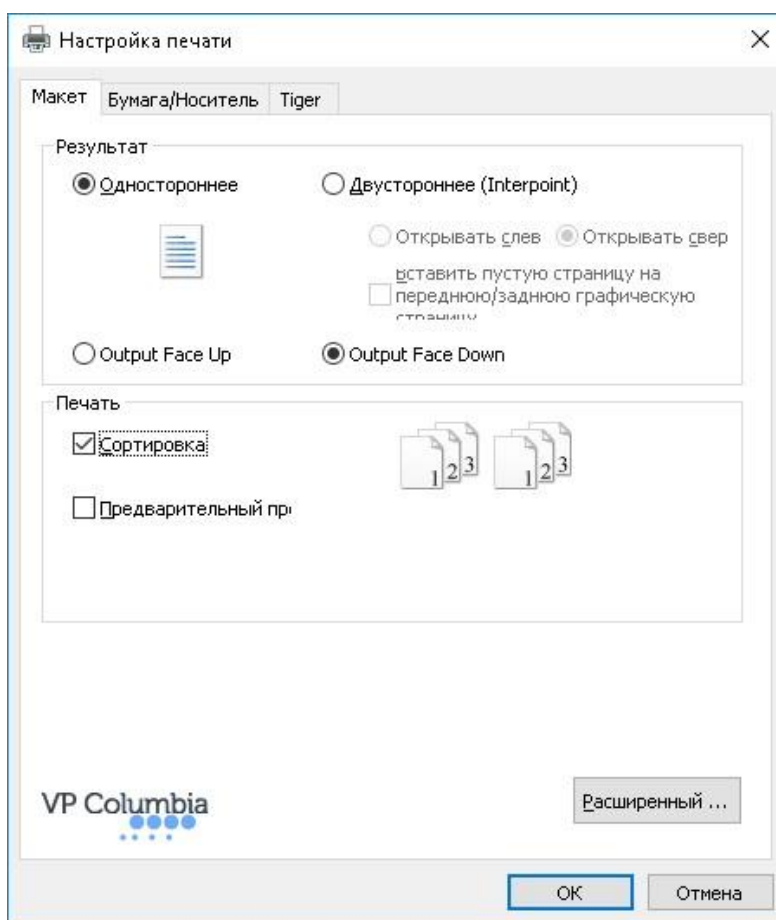 Настройка печати
Макет Бумага/Носитель Tiger
Результат
Одностороннее Двустороннее (Interpoint)
Открывать слев Открывать свер
Вставить пустую страницу на
переднюю/заднюю графическую
страницу
Output Face Up Output Face Down
Печать
Сортировка
1 2 3 1 2 3
Предварительный пр
VP Columbia
Расширенный ...
OK Отмена